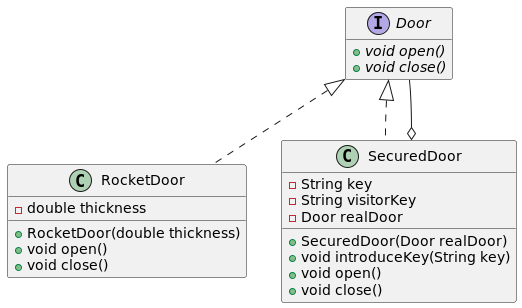 I Door
void open()
void close()
C RocketDoor
double thickness
RocketDoor(double thickness)
void open()
void close()
C SecuredDoor
String key
String visitorKey
Door realDoor
SecuredDoor(Door realDoor)
void introduceKey(String key)
void open()
void close()